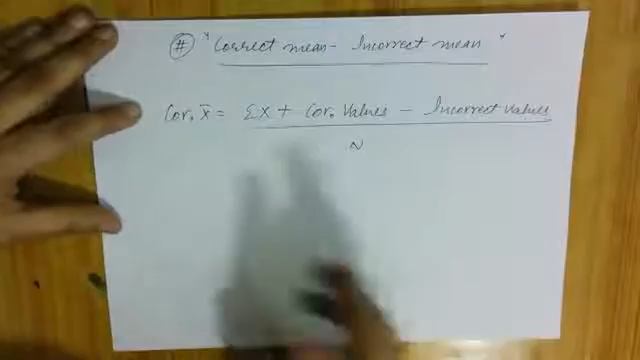 # "Correct mean - Incorrect mean"
Cor. x̄ = Σx + Cor. Values - Incorrect values
N